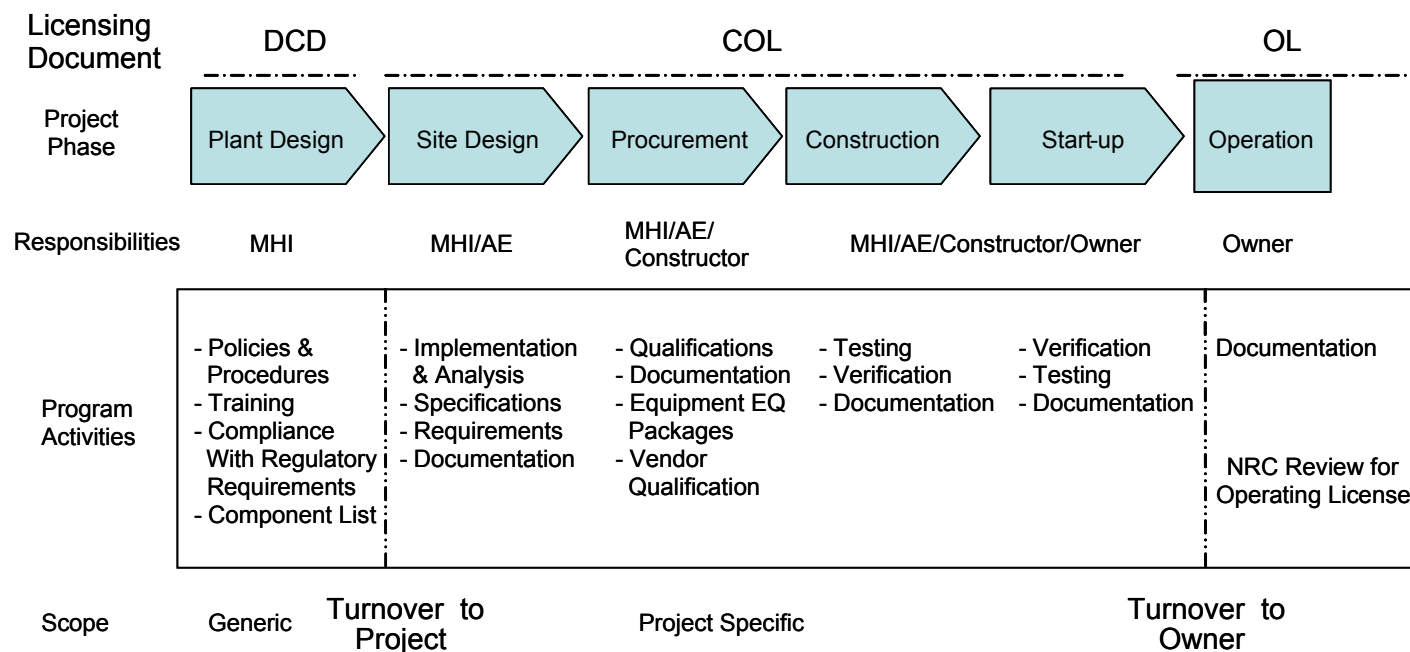 Licensing
Document
DCD
COL
OL
Project
Phase
Plant Design
Site Design
Procurement
Construction
Start-up
Operation
Responsibilities
MHI
MHI/AE
MHI/AE/
Constructor
MHI/AE/Constructor/Owner
Owner
Program
Activities
- Policies &
Procedures
- Training
- Compliance
With Regulatory
Requirements
- Component List
- Implementation
& Analysis
- Specifications
- Requirements
- Documentation
- Qualifications
- Documentation
- Equipment EQ
Packages
- Vendor
Qualification
- Testing
- Verification
- Documentation
- Verification
- Testing
- Documentation
Documentation
NRC Review for
Operating License
Scope
Generic
Turnover to
Project
Project Specific
Turnover to
Owner